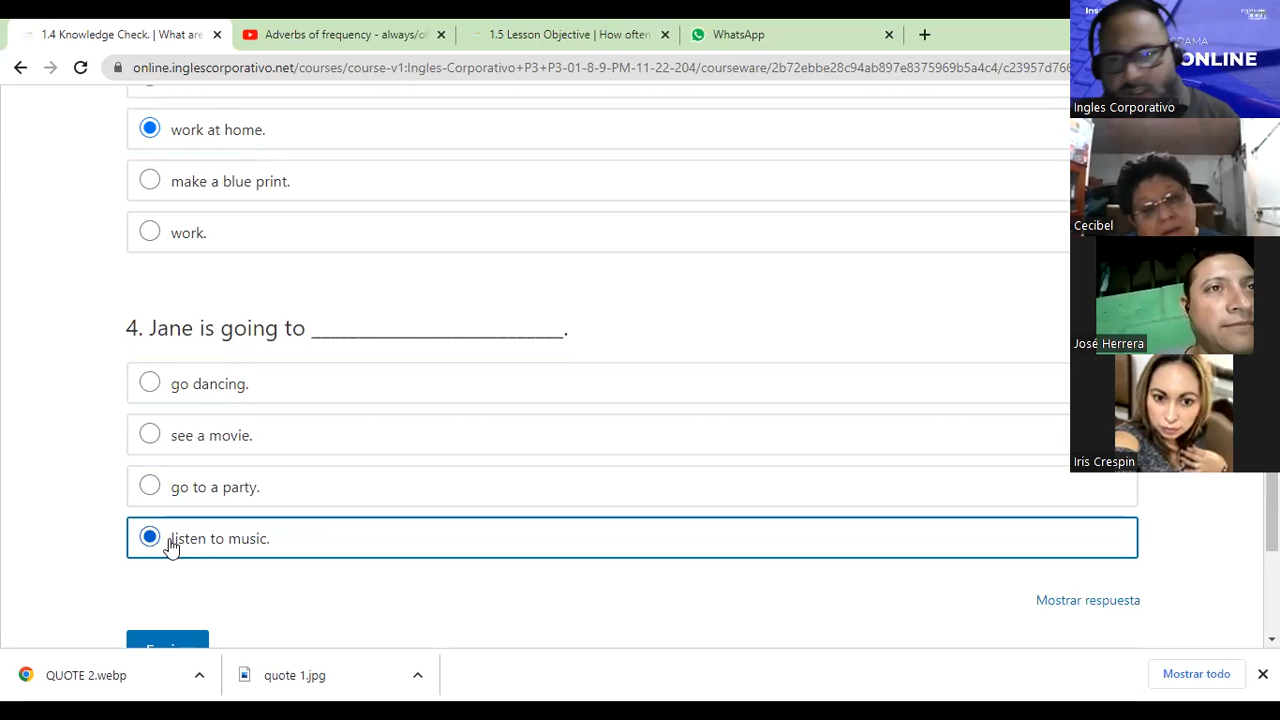 1.4 Knowledge Check. | What are
Adverbs of frequency - always/of
1.5 Lesson Objective | How often
WhatsApp
online.inglescorporativo.net/courses/course-v1:Ingles-Corporativo+B3+B3-01-8-9-PM-11-22-204/courseware/2b72ebbe28c94ab897e8375969b5a4c4/c23957d766
ONLINE
Ingles Corporativo
work at home.
make a blue print.
work.
Cecibel
4. Jane is going to ________________________.
José Herrera
go dancing.
see a movie.
go to a party.
Iris Crespin
listen to music.
Mostrar respuesta
QUOTE 2.webp
quote 1.jpg
Mostrar todo